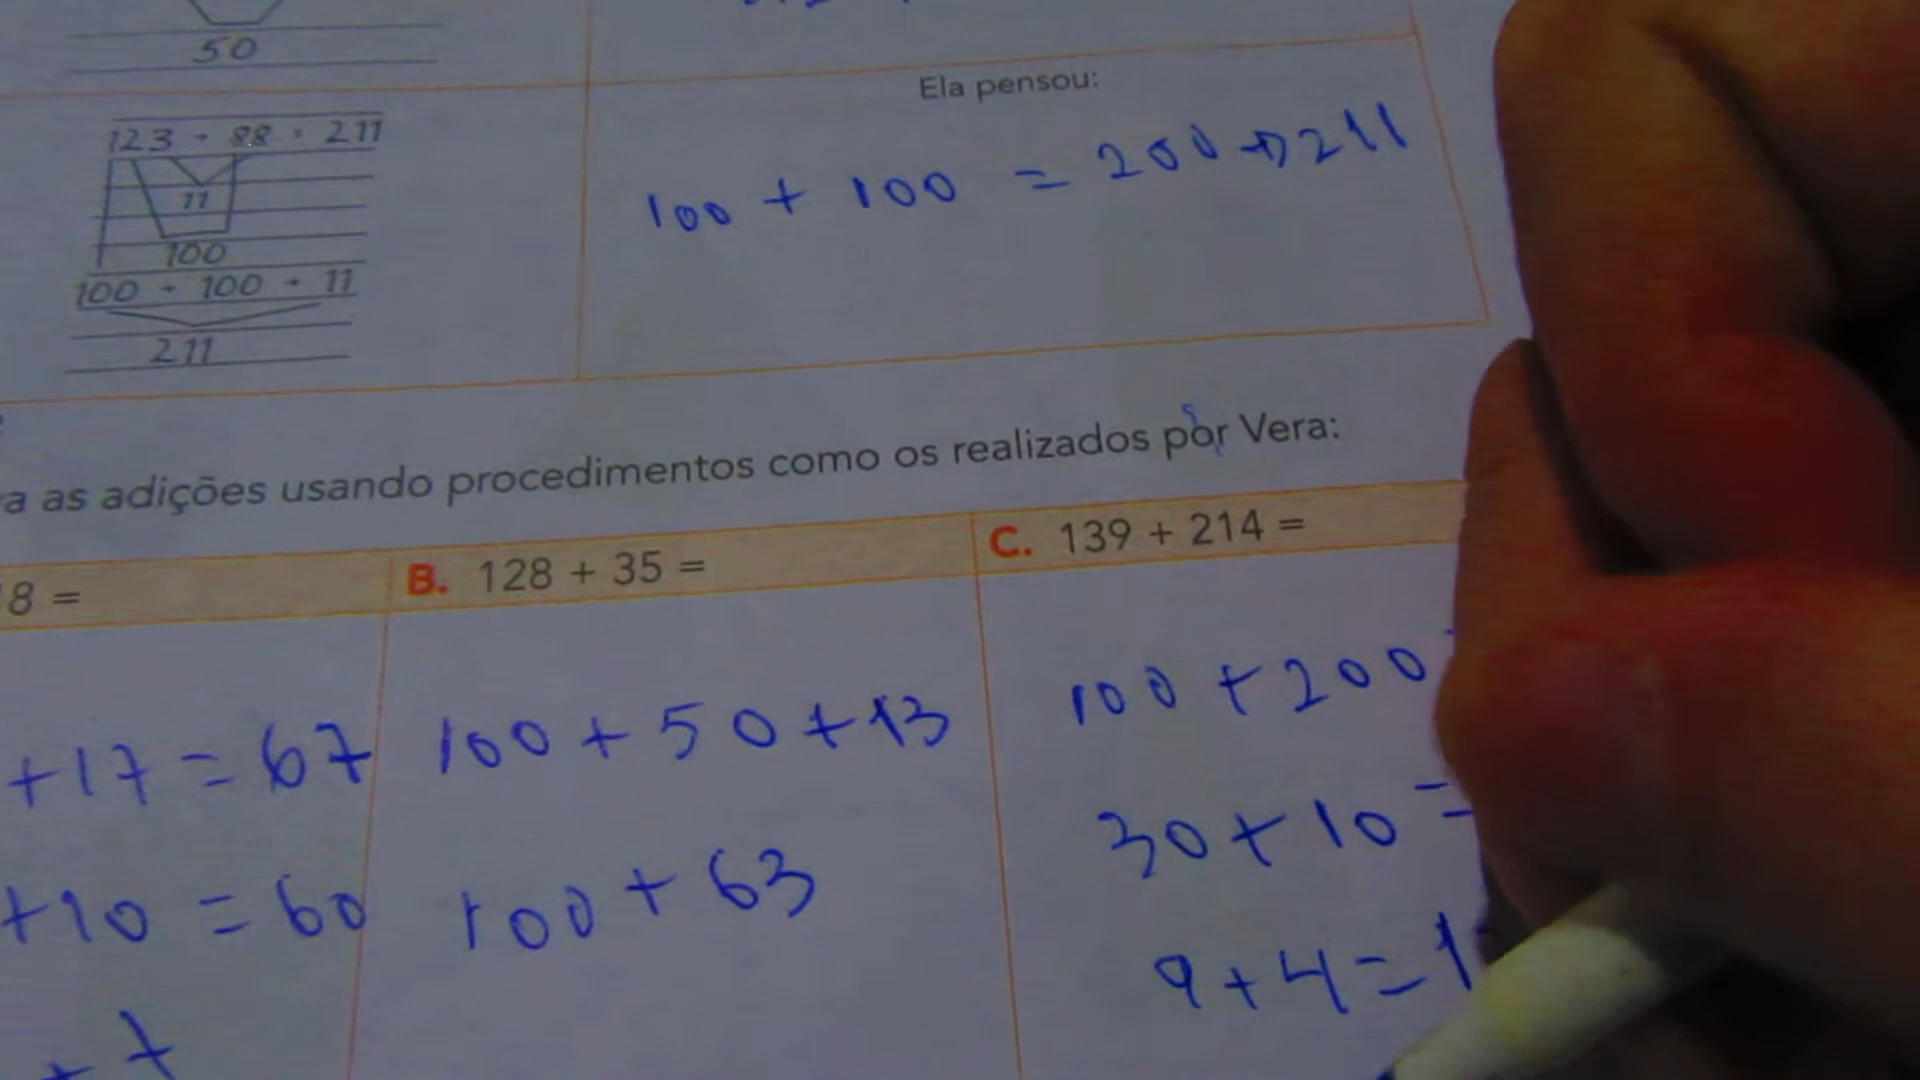 50
123 + 88 = 211
11
100
100 + 100 + 11
211
Ela pensou:
100 + 100 = 200 → 211
a as adições usando procedimentos como os realizados por Vera:
8 =
+17 = 67
+10 = 60
+ 7
B. 128 + 35 =
100 + 50 + 13
100 + 63
C. 139 + 214 =
100 + 200
30 + 10 =
9 + 4 = 1